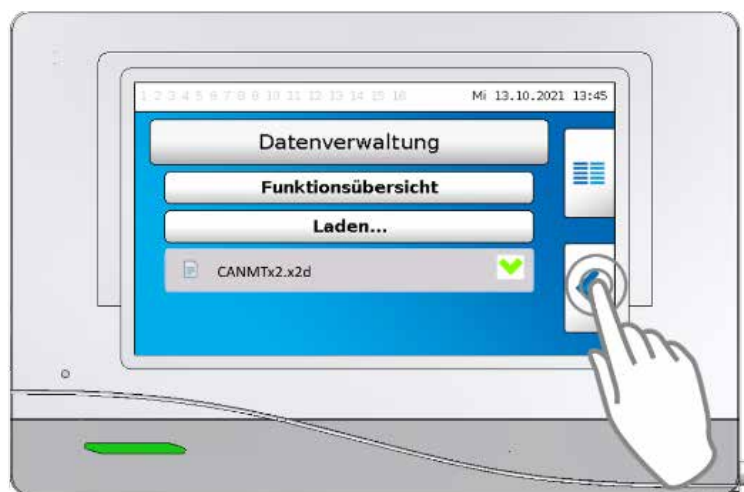 1 2 3 4 5 6 7 8 9 10 11 12 13 14 15 16 Mi 13.10.2021 13:45
Datenverwaltung
Funktionsübersicht
Laden...
CANMTx2.x2d